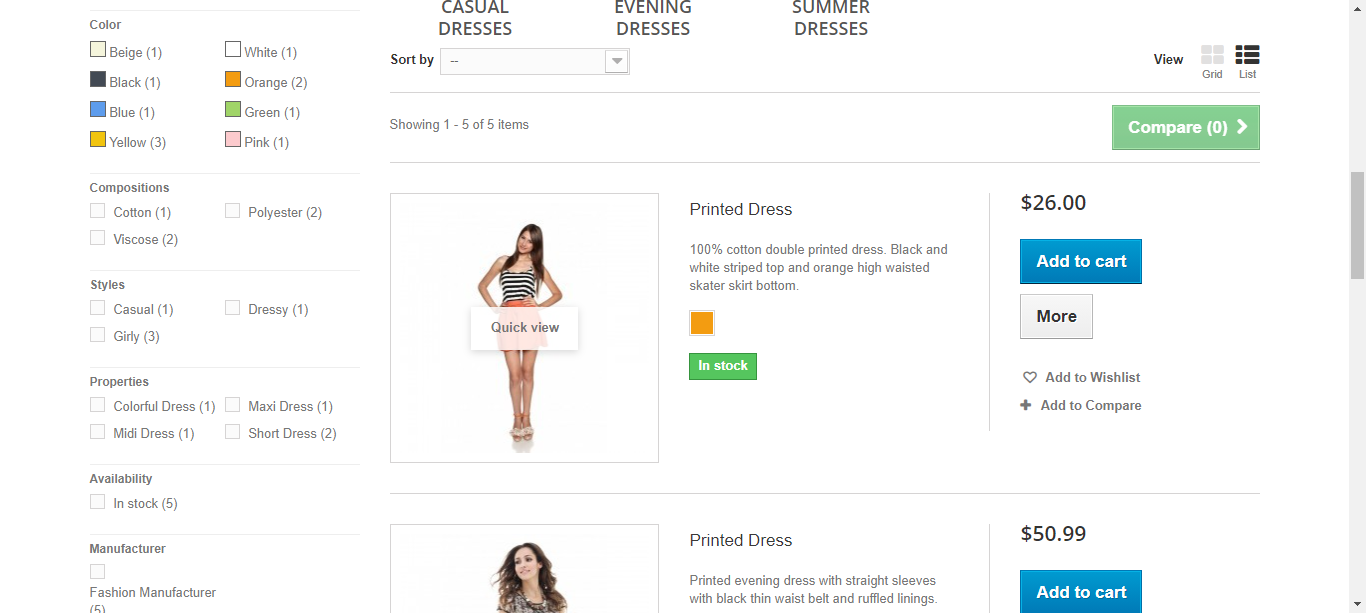 Color
Beige (1)
White (1)
Black (1)
Orange (2)
Blue (1)
Green (1)
Yellow (3)
Pink (1)
Compositions
Cotton (1)
Polyester (2)
Viscose (2)
Styles
Casual (1)
Dressy (1)
Girly (3)
Properties
Colorful Dress (1)
Maxi Dress (1)
Midi Dress (1)
Short Dress (2)
Availability
In stock (5)
Manufacturer
Fashion Manufacturer
(5)
CASUAL
DRESSES
EVENING
DRESSES
SUMMER
DRESSES
Sort by
--
View
Grid
List
Showing 1 - 5 of 5 items
Compare (0)
Quick view
Printed Dress
100% cotton double printed dress. Black and
white striped top and orange high waisted
skater skirt bottom.
In stock
$26.00
Add to cart
More
Add to Wishlist
Add to Compare
Printed Dress
Printed evening dress with straight sleeves
with black thin waist belt and ruffled linings.
$50.99
Add to cart